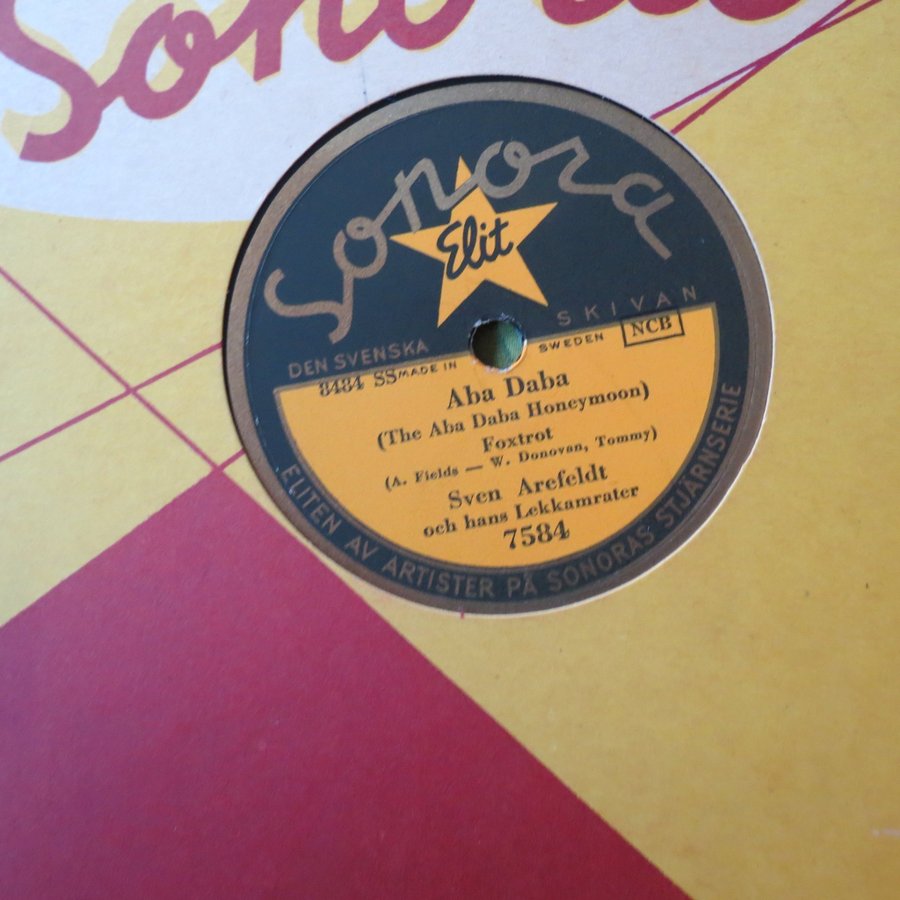 Sonora
Sonora
Elit
DEN SVENSKA SKIVAN
8484 SS MADE IN SWEDEN NCB
Aba Daba
(The Aba Daba Honeymoon)
Foxtrot
(A. Fields — W. Donovan, Tommy)
Sven Arefeldt
och hans Lekkamrater
7584
ELITEN AV ARTISTER PÅ SONORAS STJÄRNSERIE